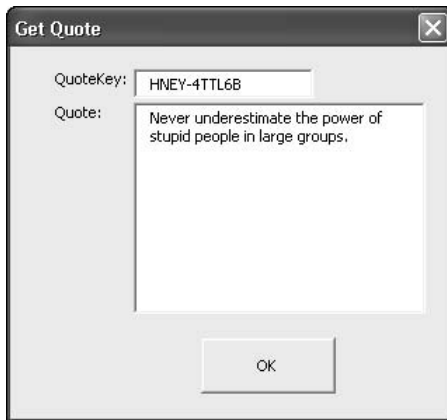 Get Quote
QuoteKey: HNEY-4TTL6B
Quote: Never underestimate the power of
stupid people in large groups.
OK